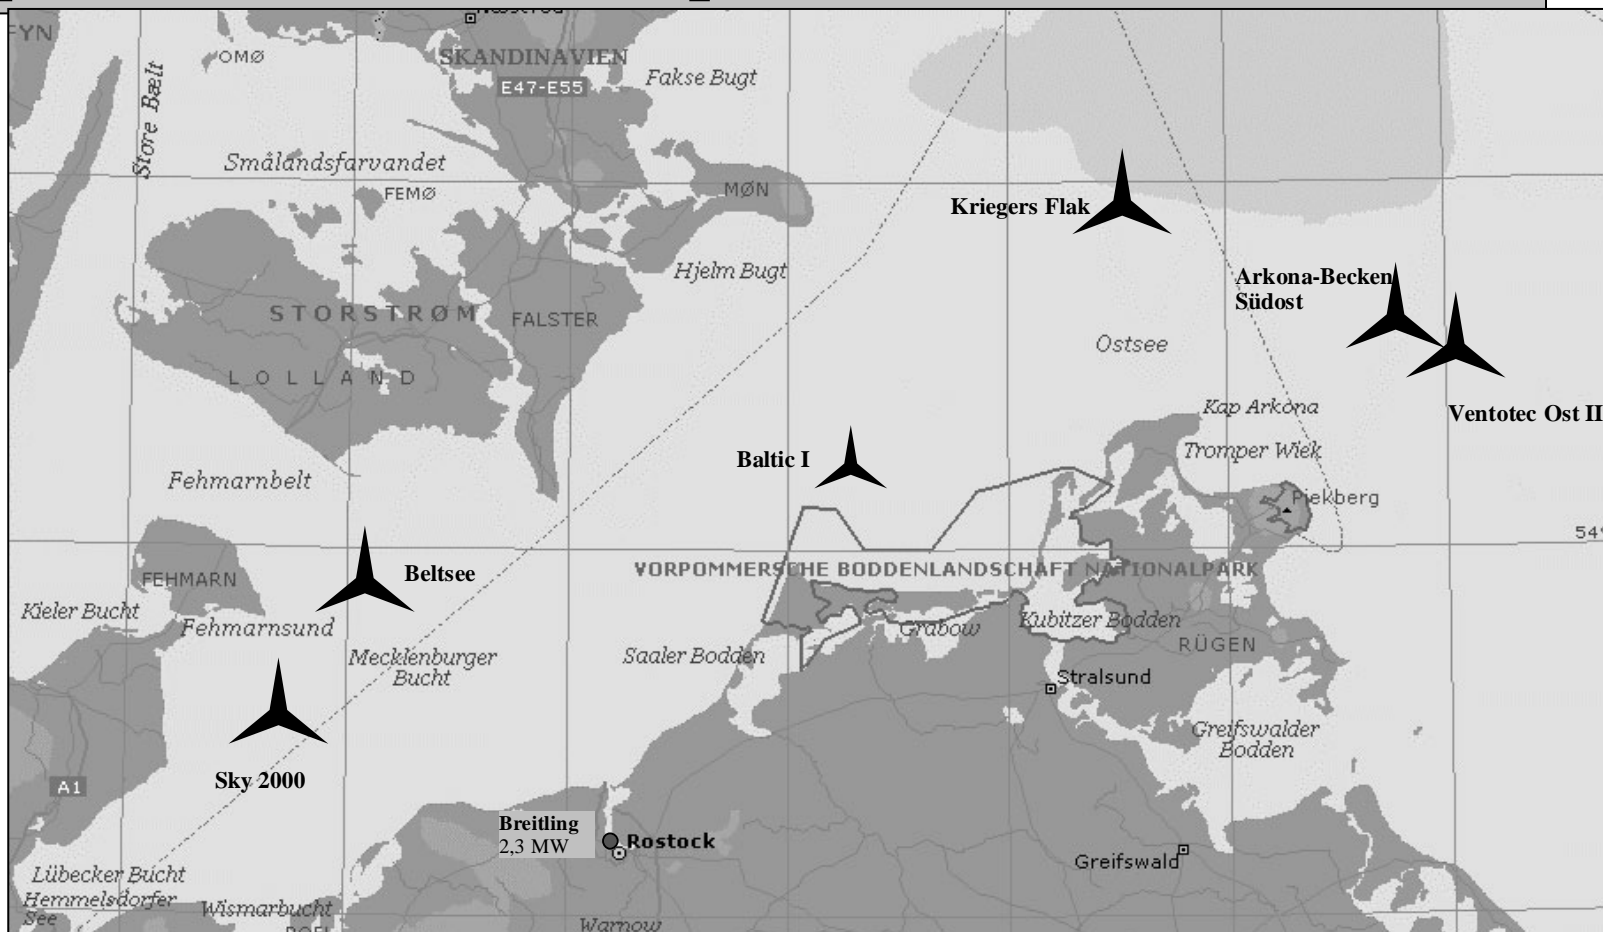 FYN
OMØ
SKANDINAVIEN
E47-E55
Fakse Bugt
Store Bælt
Smålandsfarvandet
FEMØ
MØN
Kriegers Flak
Hjelm Bugt
Arkona-Becken
Südost
STORSTRØM
FALSTER
Ostsee
LOLLAND
Kap Arkona
Ventotec Ost II
Tromper Wiek
Baltic I
Fehmarnbelt
Piekberg
54°
Beltsee
VORPOMMERSCHE BODDENLANDSCHAFT NATIONALPARK
FEHMARN
Kieler Bucht
Fehmarnsund
Grabow
Kubitzer Bodden
RÜGEN
Mecklenburger
Bucht
Saaler Bodden
Stralsund
Greifswalder
Bodden
Sky 2000
A1
Breitling
2,3 MW
Rostock
Greifswald
Lübecker Bucht
Hemmelsdorfer
See
Wismarbucht
Warnow